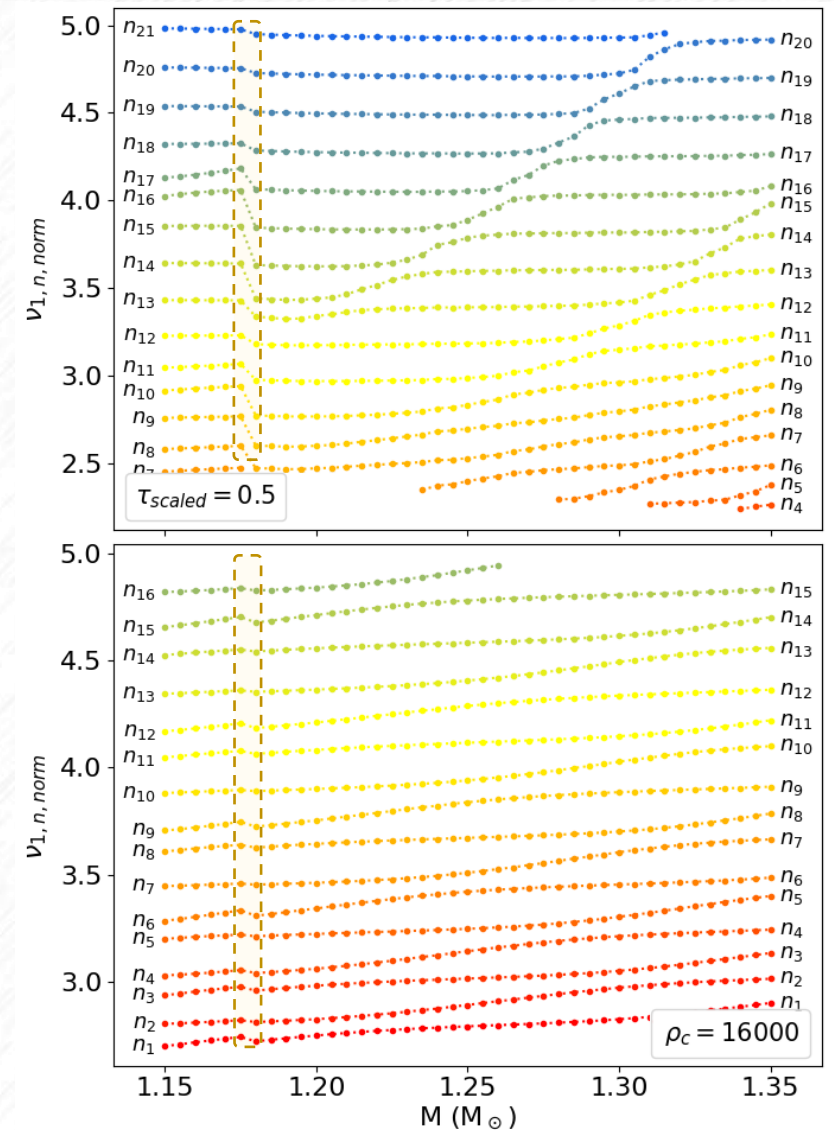 5.0
4.5
4.0
3.5
3.0
2.5
ν1, n, norm
n21
n20
n19
n18
n17
n16
n15
n14
n13
n12
n11
n10
n9
n8
n7
n20
n19
n18
n17
n16
n15
n14
n13
n12
n11
n10
n9
n8
n7
n6
n5
n4
τscaled = 0.5
5.0
4.5
4.0
3.5
3.0
ν1, n, norm
n16
n15
n14
n13
n12
n11
n10
n9
n8
n7
n6
n5
n4
n3
n2
n1
n15
n14
n13
n12
n11
n10
n9
n8
n7
n6
n5
n4
n3
n2
n1
ρc = 16000
1.15 1.20 1.25 1.30 1.35
M (M⊙)